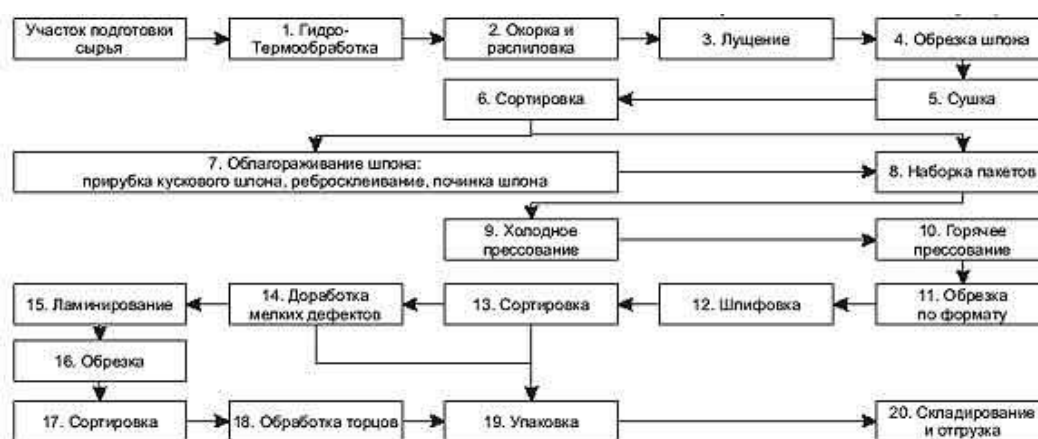 Участок подготовки
сырья
1. Гидро-
Термообработка
2. Окорка и
распиловка
3. Лущение
4. Обрезка шпона
6. Сортировка
5. Сушка
7. Облагораживание шпона:
прирубка кускового шпона, ребросклеивание, починка шпона
8. Наборка пакетов
9. Холодное
прессование
10. Горячее
прессование
15. Ламинирование
14. Доработка
мелких дефектов
13. Сортировка
12. Шлифовка
11. Обрезка
по формату
16. Обрезка
17. Сортировка
18. Обработка торцов
19. Упаковка
20. Складирование
и отгрузка